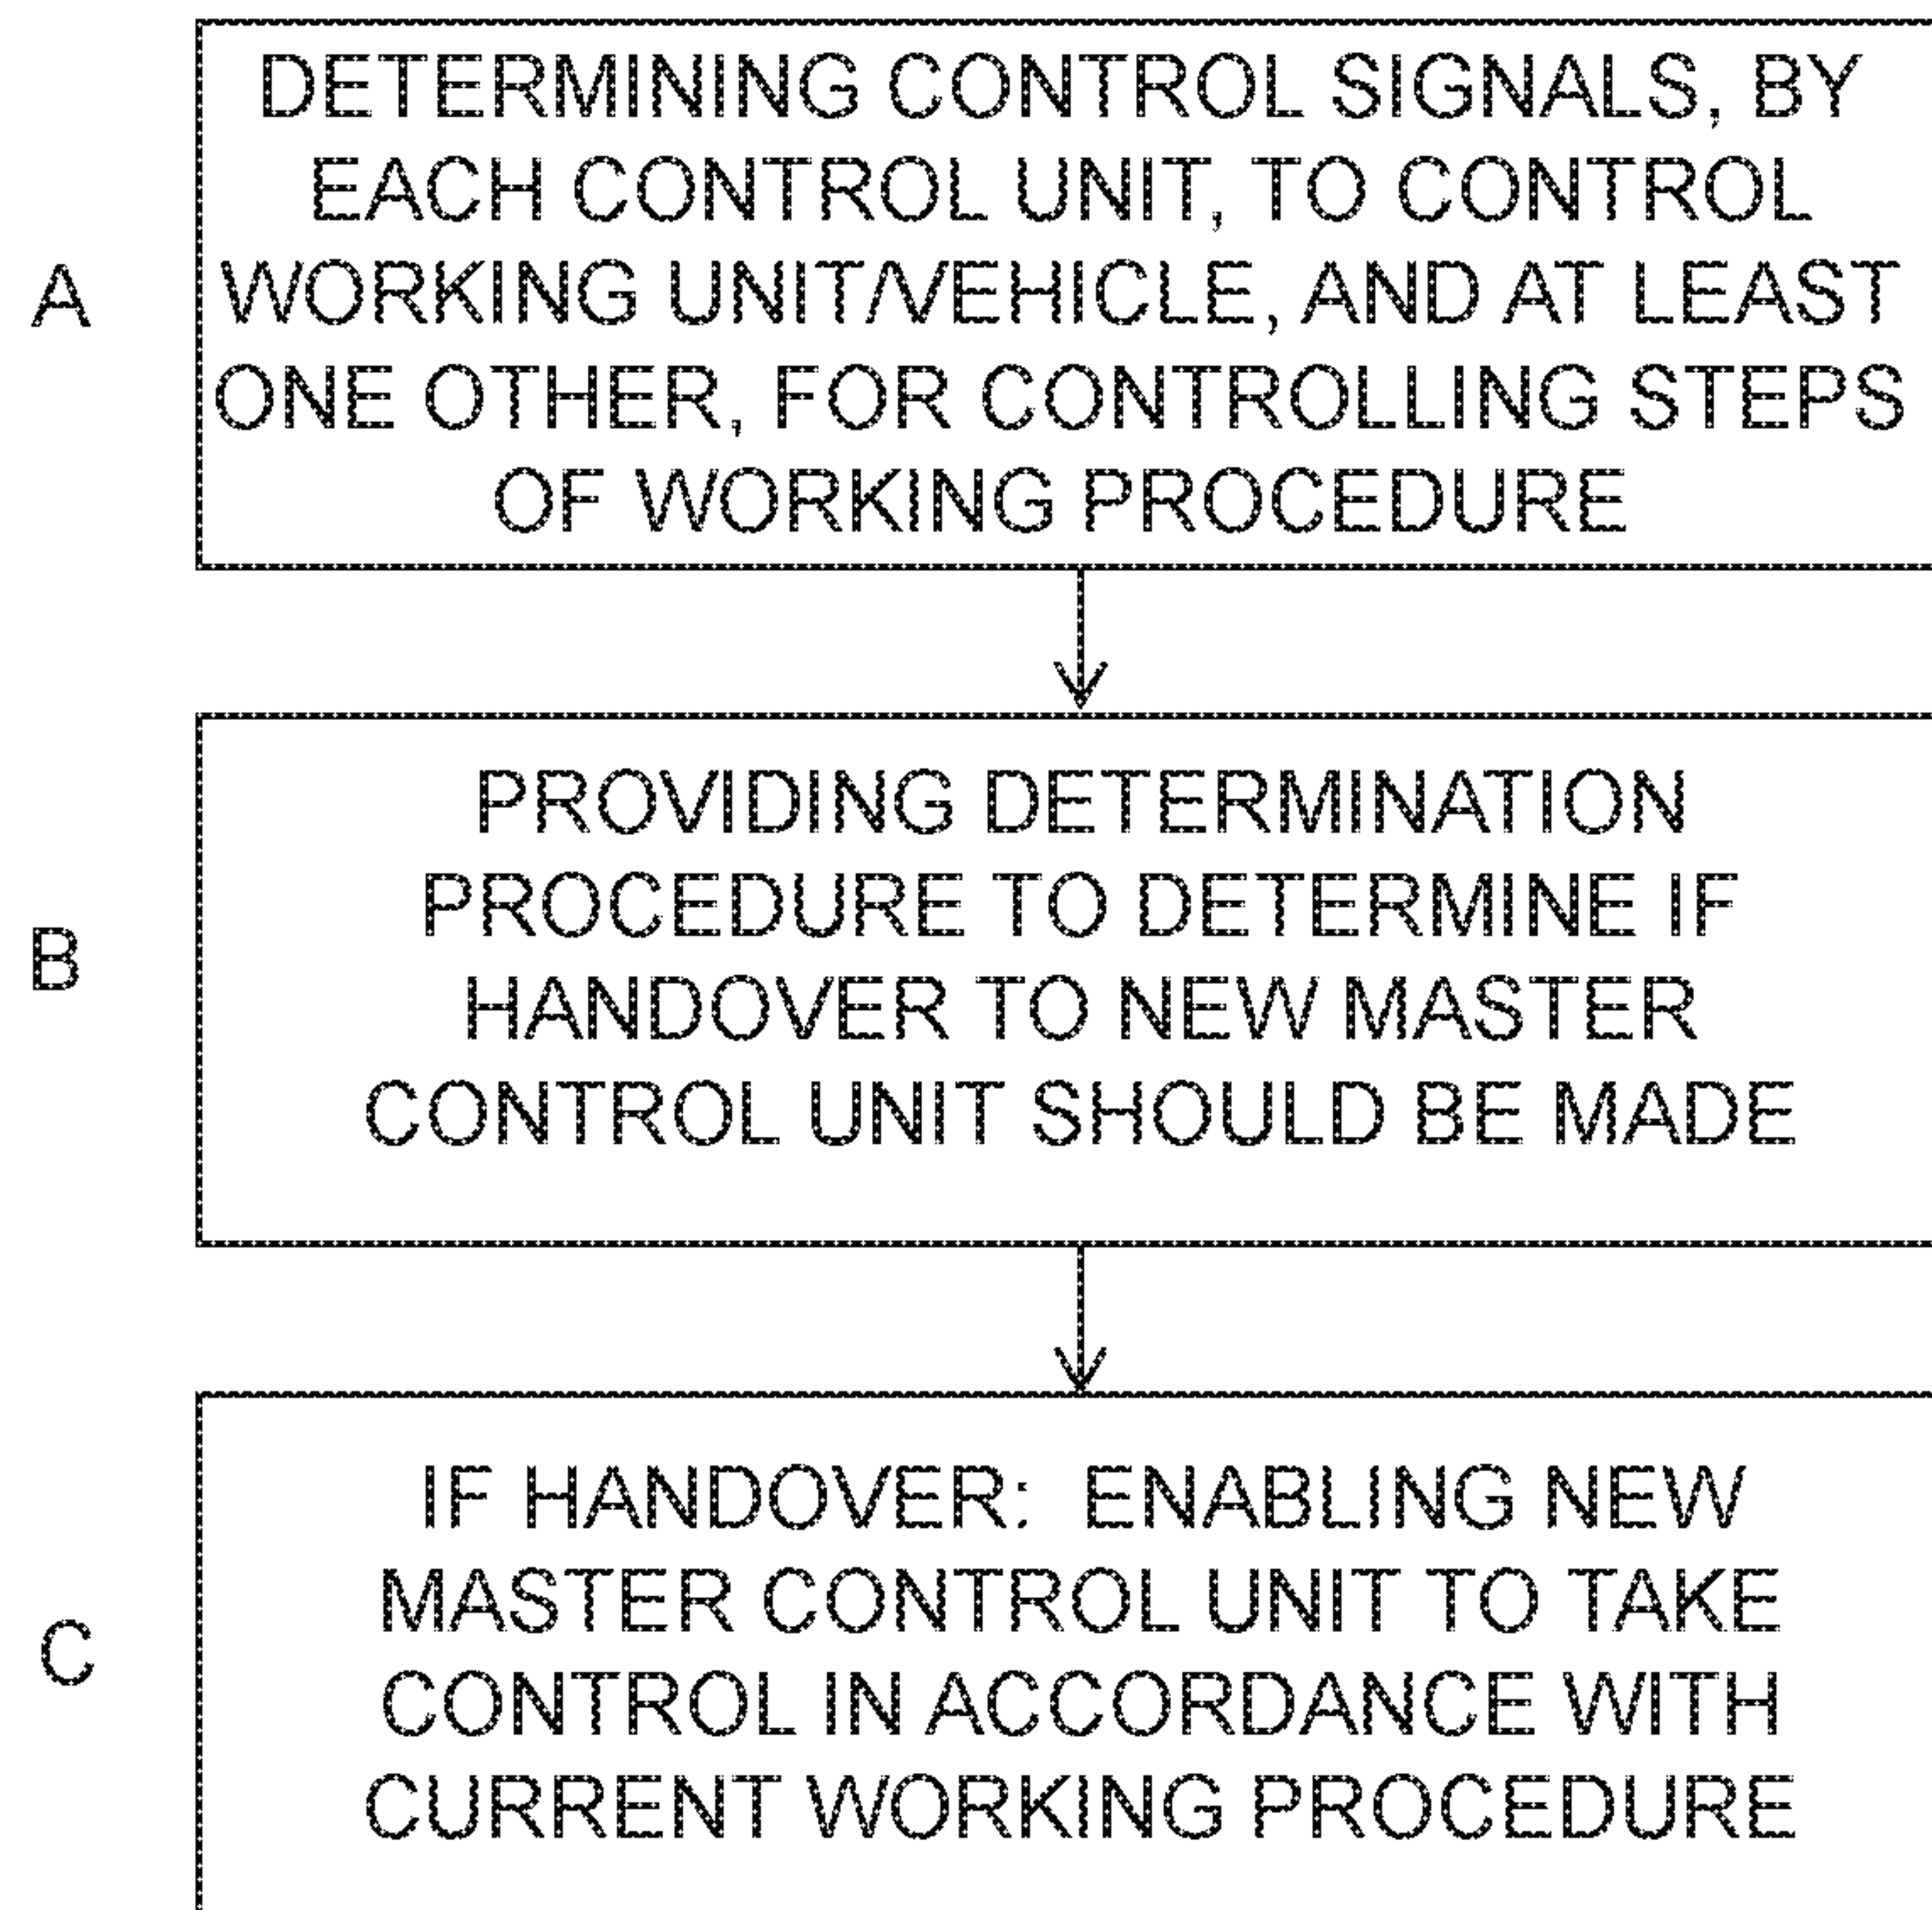 DETERMINING CONTROL SIGNALS, BY
EACH CONTROL UNIT, TO CONTROL
A
WORKING UNIT/VEHICLE, AND AT LEAST
ONE OTHER, FOR CONTROLLING STEPS
OF WORKING PROCEDURE
PROVIDING DETERMINATION
PROCEDURE TO DETERMINE IF
B
HANDOVER TO NEW MASTER
CONTROL UNIT SHOULD BE MADE
IF HANDOVER: ENABLING NEW
MASTER CONTROL UNIT TO TAKE
C
CONTROL IN ACCORDANCE WITH
CURRENT WORKING PROCEDURE